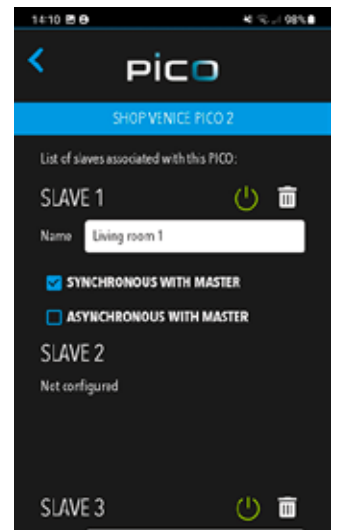 14:10 98%
PICO
SHOP VENICE PICO 2
List of slaves associated with this PICO:
SLAVE 1
Name Living room 1
SYNCHRONOUS WITH MASTER
ASYNCHRONOUS WITH MASTER
SLAVE 2
Not configured
SLAVE 3